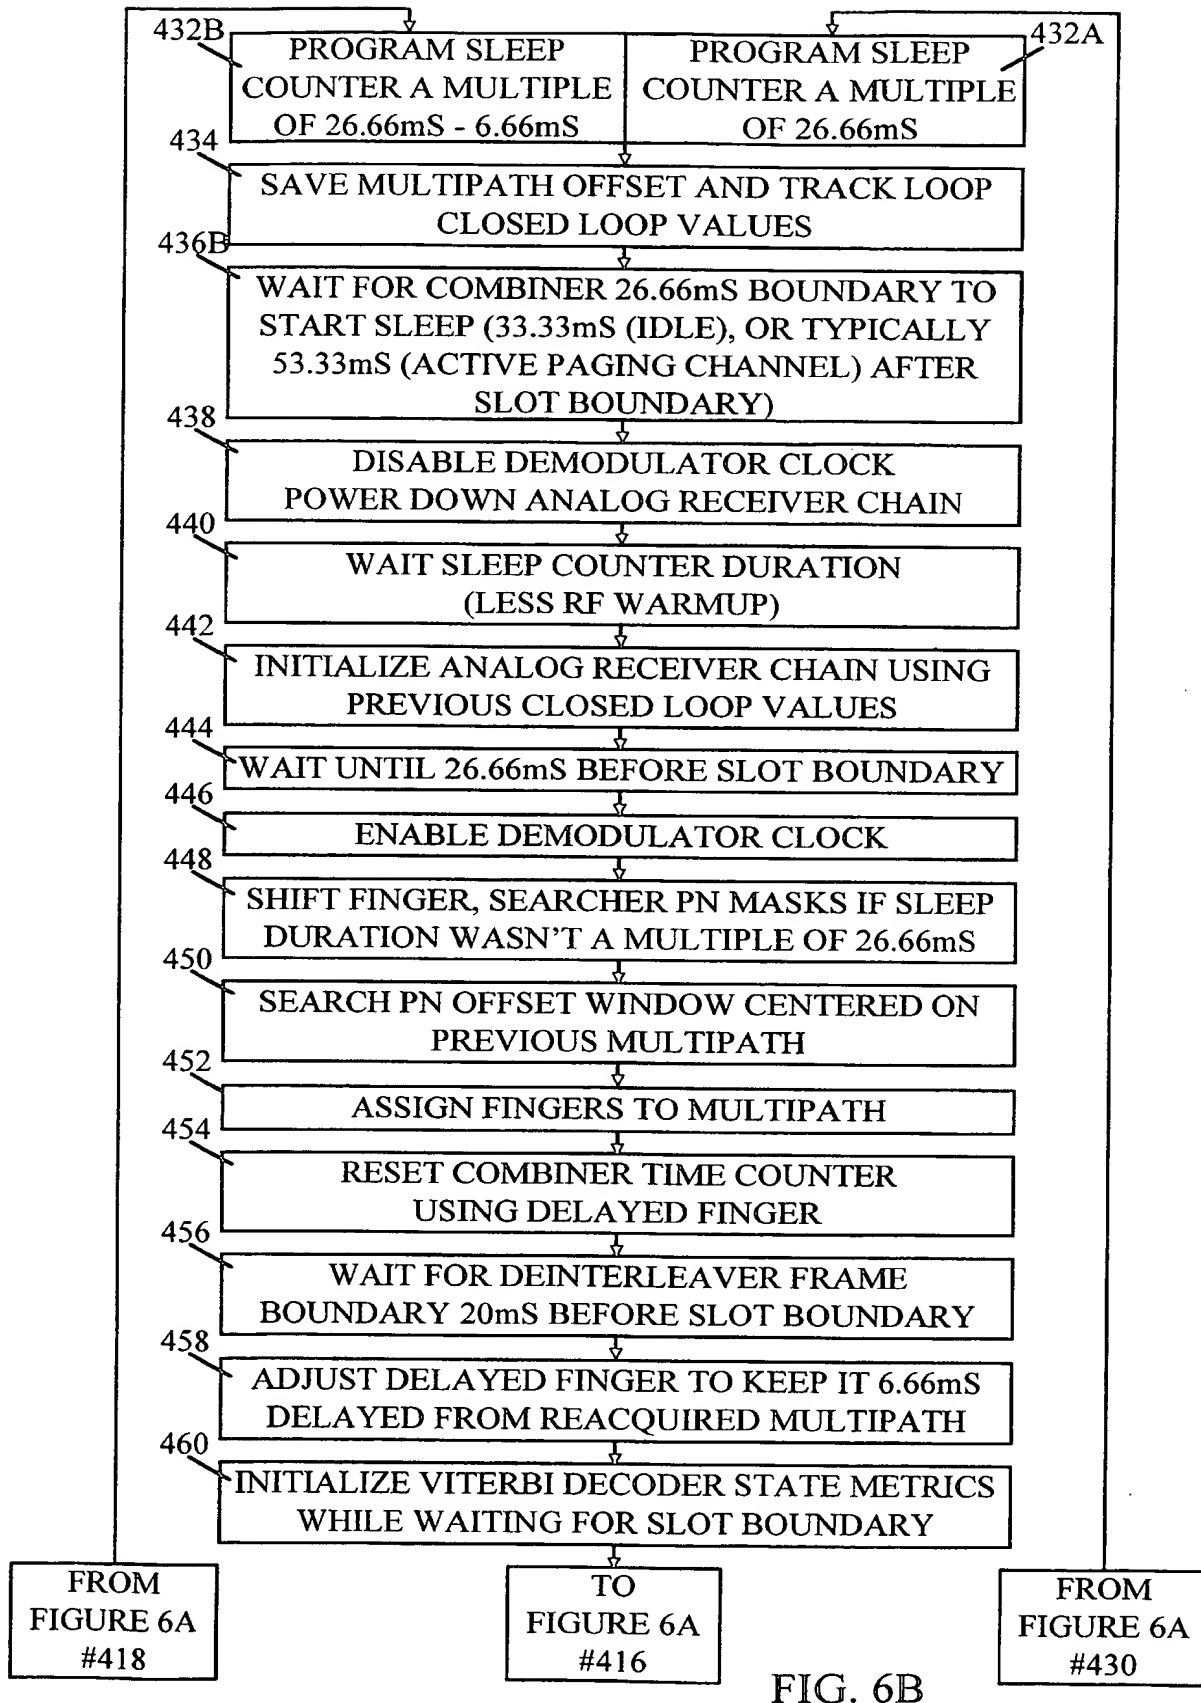 432B
PROGRAM SLEEP
COUNTER A MULTIPLE
OF 26.66mS - 6.66mS
432A
PROGRAM SLEEP
COUNTER A MULTIPLE
OF 26.66mS
434
SAVE MULTIPATH OFFSET AND TRACK LOOP
CLOSED LOOP VALUES
436B
WAIT FOR COMBINER 26.66mS BOUNDARY TO
START SLEEP (33.33mS (IDLE), OR TYPICALLY
53.33mS (ACTIVE PAGING CHANNEL) AFTER
SLOT BOUNDARY)
438
DISABLE DEMODULATOR CLOCK
POWER DOWN ANALOG RECEIVER CHAIN
440
WAIT SLEEP COUNTER DURATION
(LESS RF WARMUP)
442
INITIALIZE ANALOG RECEIVER CHAIN USING
PREVIOUS CLOSED LOOP VALUES
444
WAIT UNTIL 26.66mS BEFORE SLOT BOUNDARY
446
ENABLE DEMODULATOR CLOCK
448
SHIFT FINGER, SEARCHER PN MASKS IF SLEEP
DURATION WASN'T A MULTIPLE OF 26.66mS
450
SEARCH PN OFFSET WINDOW CENTERED ON
PREVIOUS MULTIPATH
452
ASSIGN FINGERS TO MULTIPATH
454
RESET COMBINER TIME COUNTER
USING DELAYED FINGER
456
WAIT FOR DEINTERLEAVER FRAME
BOUNDARY 20mS BEFORE SLOT BOUNDARY
458
ADJUST DELAYED FINGER TO KEEP IT 6.66mS
DELAYED FROM REACQUIRED MULTIPATH
460
INITIALIZE VITERBI DECODER STATE METRICS
WHILE WAITING FOR SLOT BOUNDARY
FROM
FIGURE 6A
#418
TO
FIGURE 6A
#416
FROM
FIGURE 6A
#430
FIG. 6B